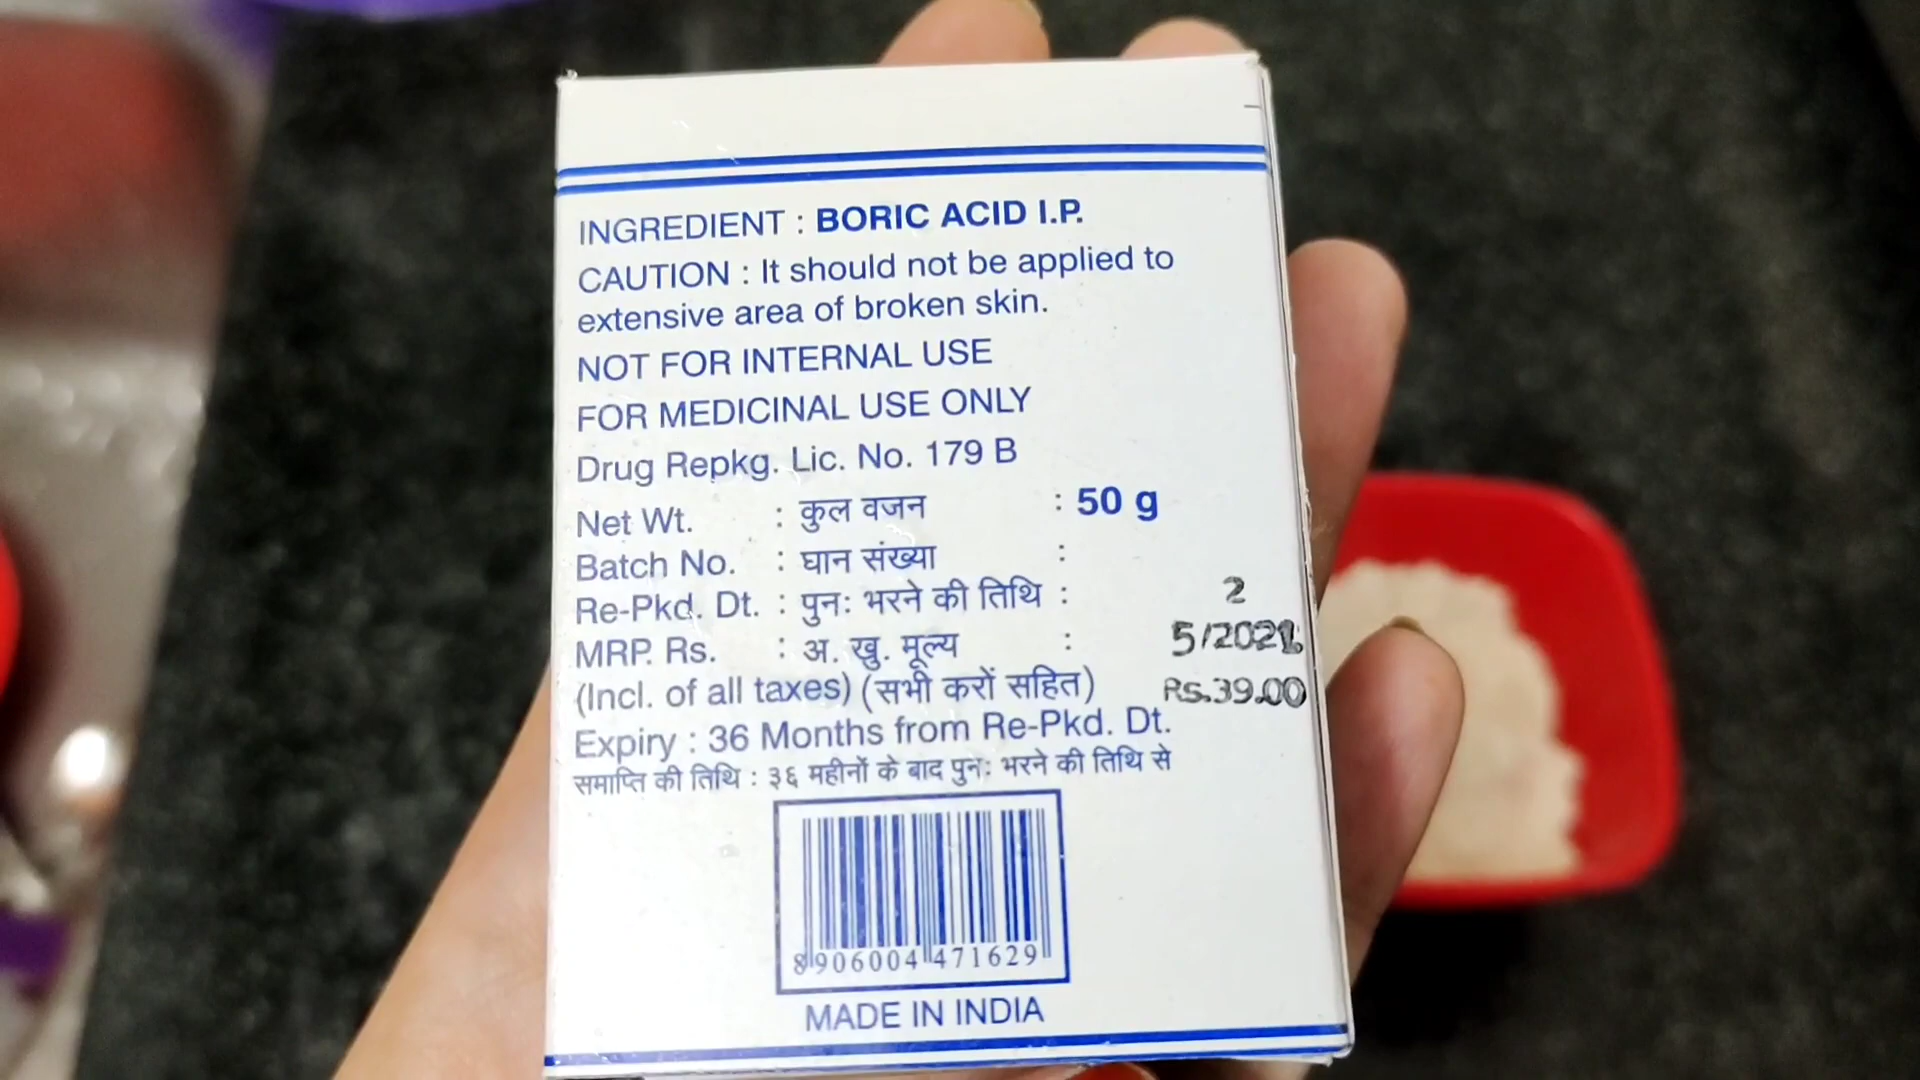 INGREDIENT : BORIC ACID I.P.
CAUTION : It should not be applied to
extensive area of broken skin.
NOT FOR INTERNAL USE
FOR MEDICINAL USE ONLY
Drug Repkg. Lic. No. 179 B
Net Wt. : कुल वजन : 50 g
Batch No. : घान संख्या : 2
Re-Pkd. Dt. : पुनः भरने की तिथि :
MRP. Rs. : अ. खु. मूल्य : Rs.39.00
(Incl. of all taxes) (सभी करों सहित)
Expiry : 36 Months from Re-Pkd. Dt.
समाप्ति की तिथि : ३६ महीनों के बाद पुनः भरने की तिथि से
8906004471629
MADE IN INDIA